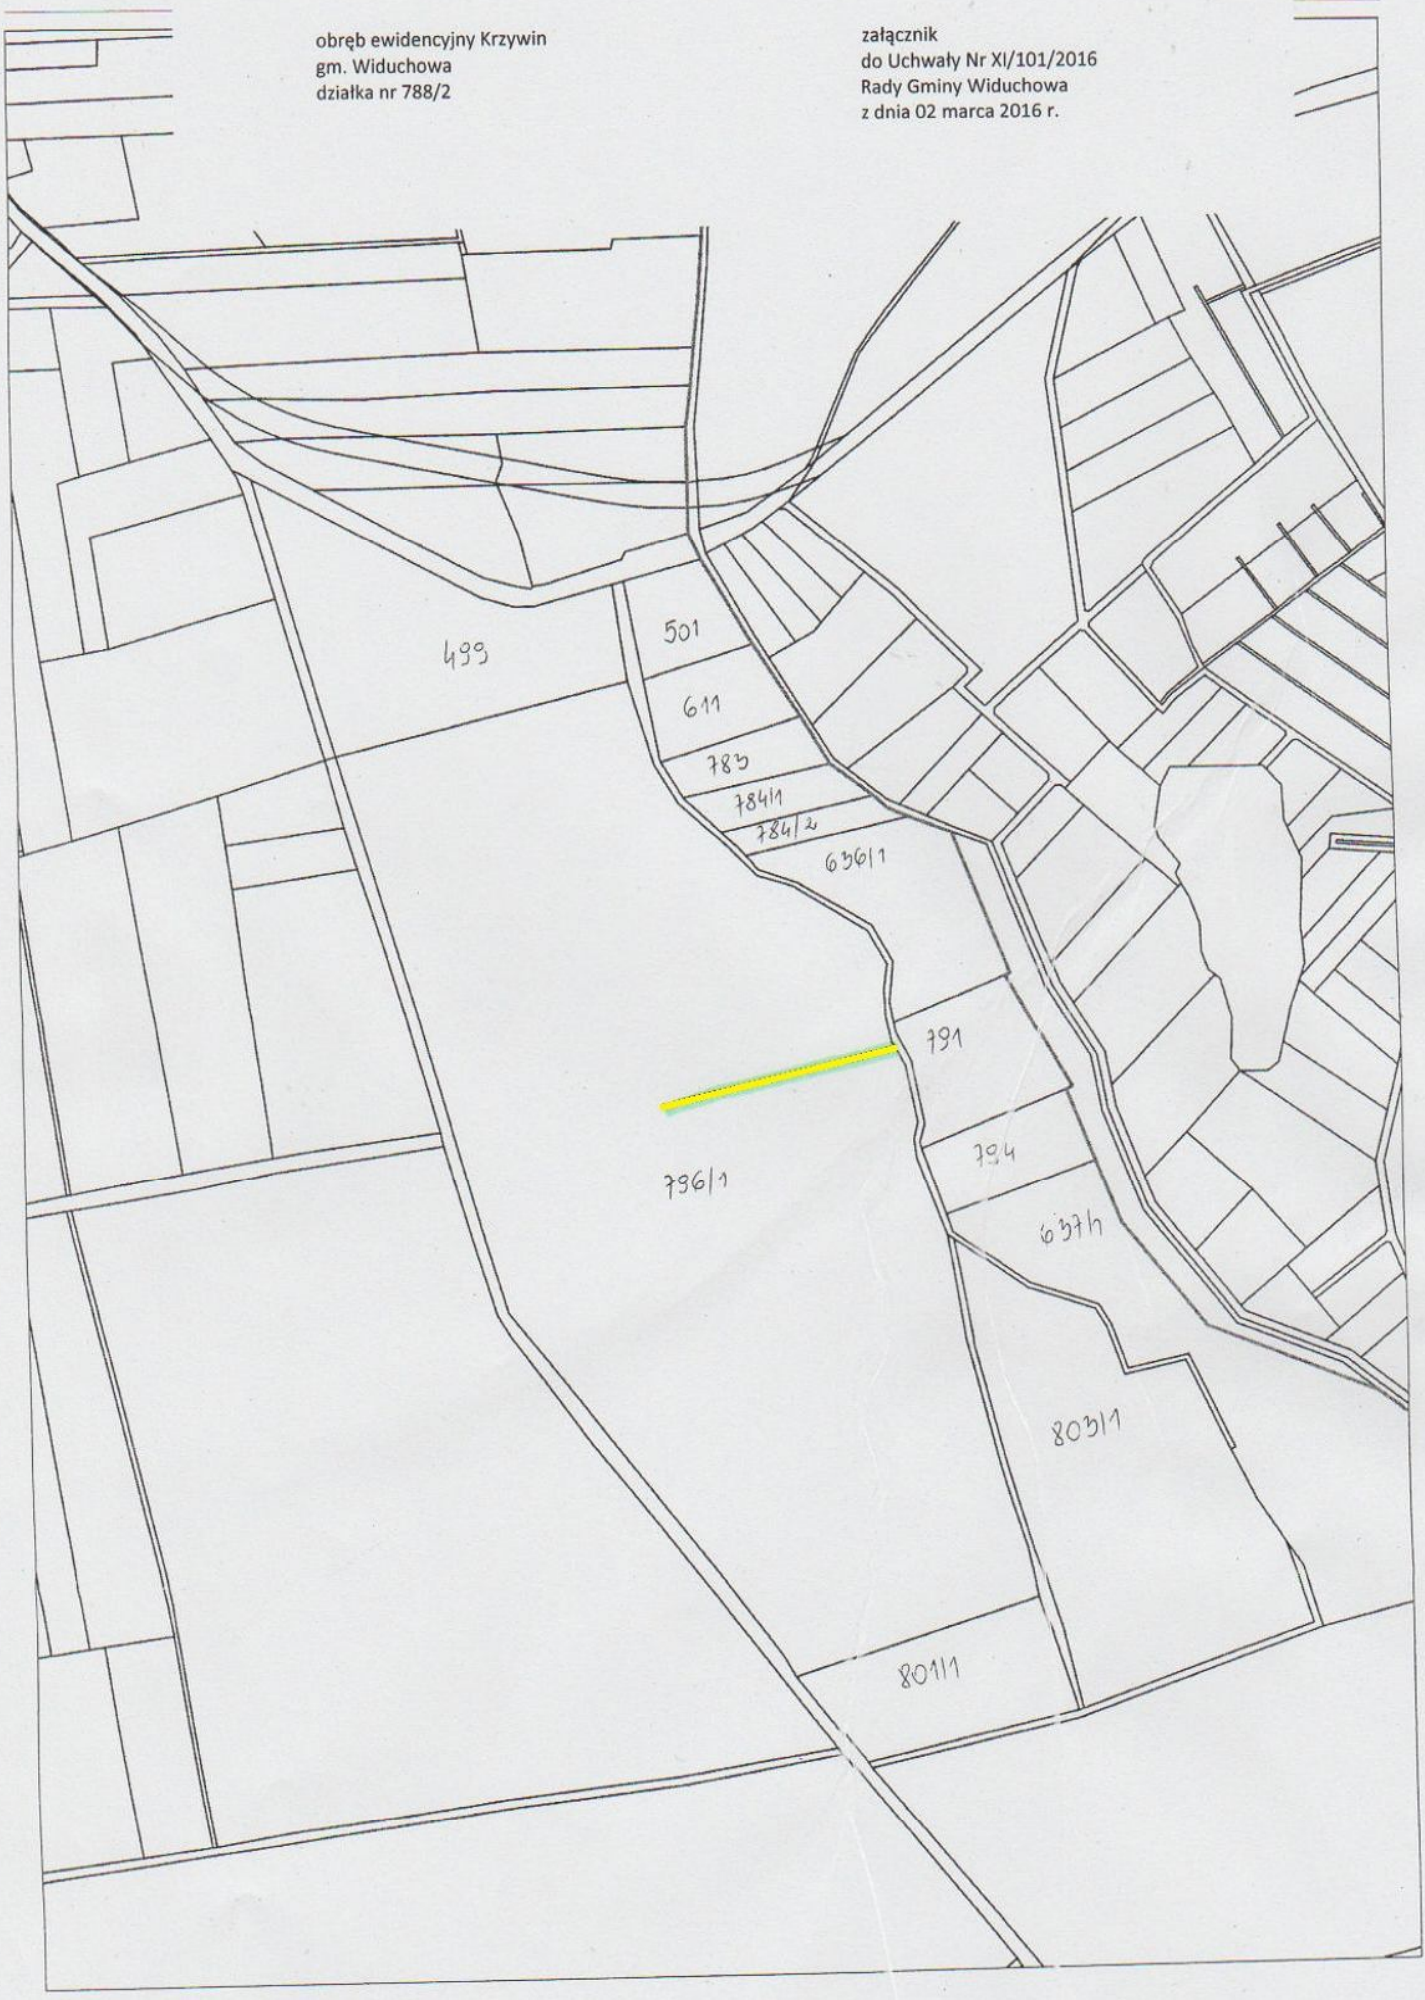 obręb ewidencyjny Krzywin
gm. Widuchowa
działka nr 788/2
załącznik
do Uchwały Nr XI/101/2016
Rady Gminy Widuchowa
z dnia 02 marca 2016 r.
501
499
611
783
784/1
784/2
636/1
791
794
796/1
637/1
803/1
801/1